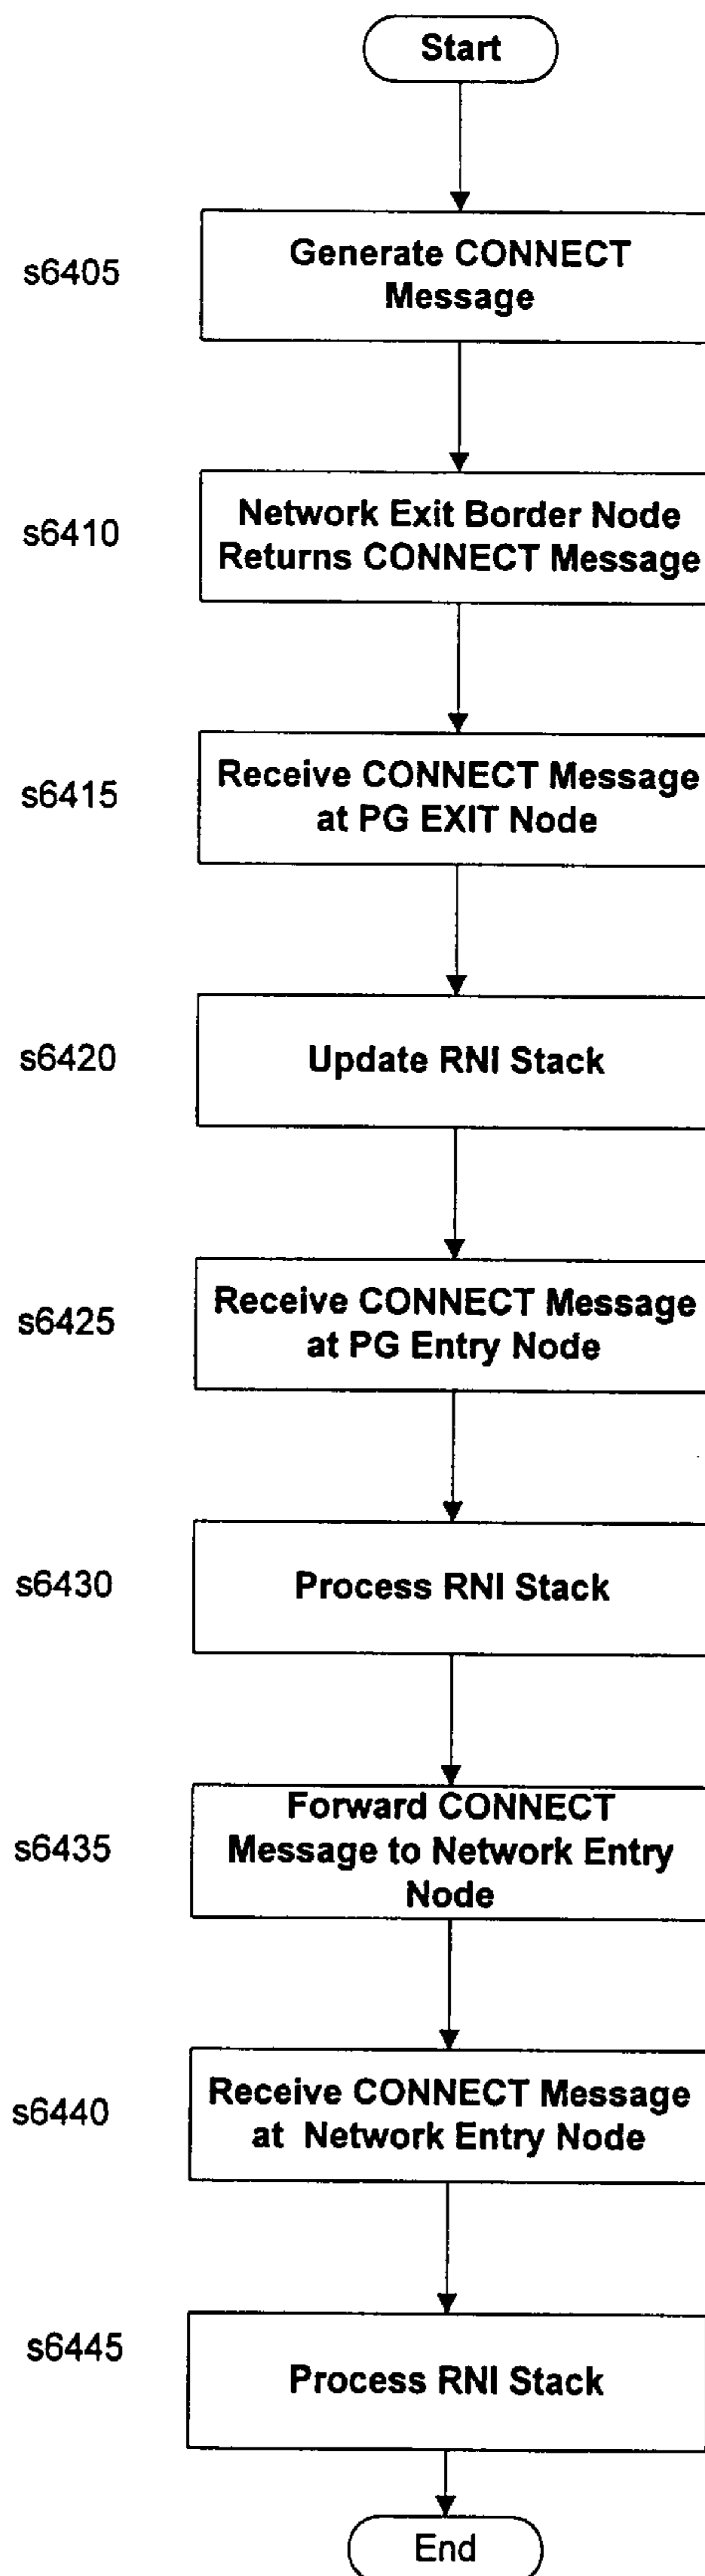 Start
s6405
Generate CONNECT
Message
s6410
Network Exit Border Node
Returns CONNECT Message
s6415
Receive CONNECT Message
at PG EXIT Node
s6420
Update RNI Stack
s6425
Receive CONNECT Message
at PG Entry Node
s6430
Process RNI Stack
s6435
Forward CONNECT
Message to Network Entry
Node
s6440
Receive CONNECT Message
at Network Entry Node
s6445
Process RNI Stack
End